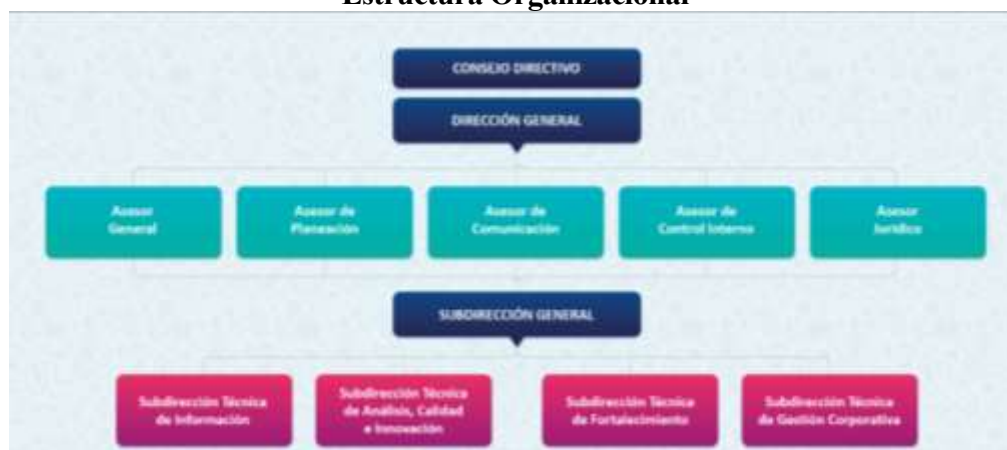 Estructura Organizacional
CONSEJO DIRECTIVO
DIRECCIÓN GENERAL
Asesor
General
Asesor de
Planeación
Asesor de
Comunicación
Asesor de
Control Interno
Asesor
Jurídico
SUBDIRECCIÓN GENERAL
Subdirección Técnica
de Información
Subdirección Técnica
de Análisis, Calidad
e Innovación
Subdirección Técnica
de Fortalecimiento
Subdirección Técnica
de Gestión Corporativa